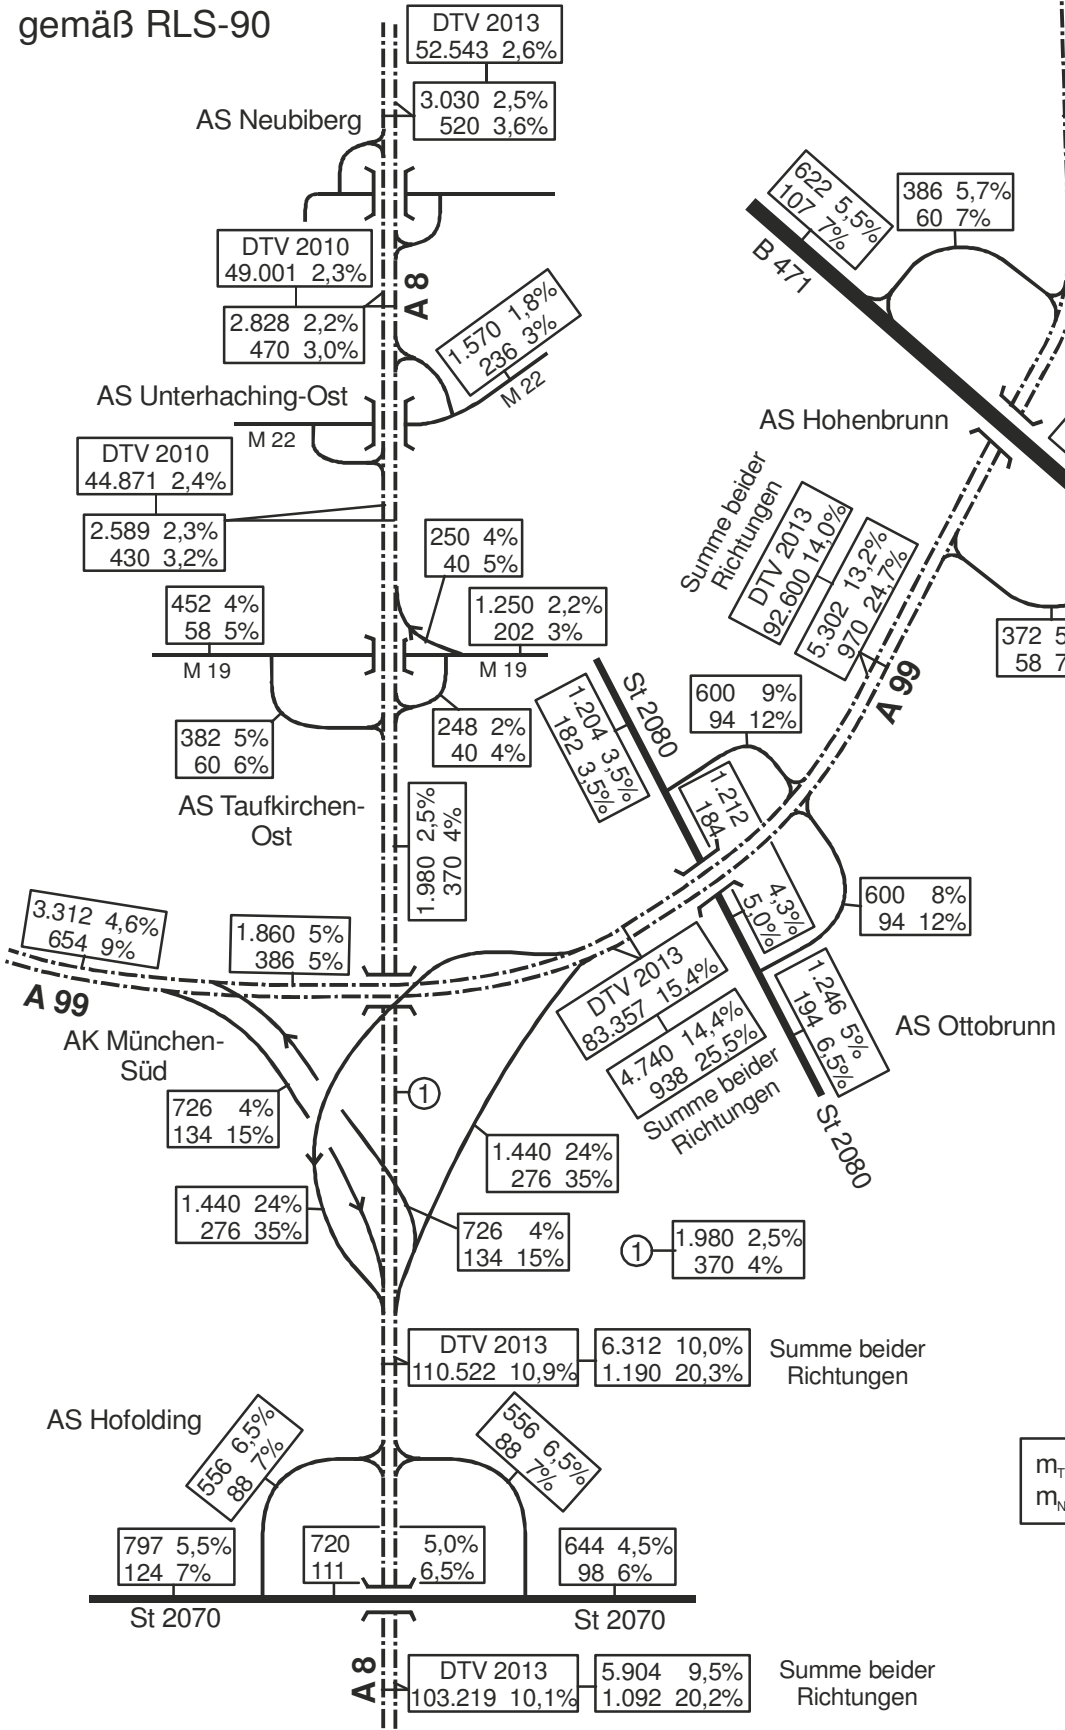 gemäß RLS-90
DTV 2013
52.543 2,6%
3.030 2,5%
520 3,6%
AS Neubiberg
622 5,5%
107 7%
386 5,7%
60 7%
B 471
DTV 2010
49.001 2,3%
A 8
2.828 2,2%
470 3,0%
1.570 1,8%
236 3%
M 22
AS Unterhaching-Ost
M 22
AS Hohenbrunn
DTV 2010
44.871 2,4%
2.589 2,3%
430 3,2%
Summe beider
Richtungen
DTV 2013
92.600 14,0%
5.302 13,2%
970 24,7%
250 4%
40 5%
452 4%
58 5%
1.250 2,2%
202 3%
M 19
M 19
372 5
58 7
A 99
St 2080
600 9%
94 12%
1.204 3,5%
182 3,5%
382 5%
60 6%
248 2%
40 4%
AS Taufkirchen-
Ost
1.980 2,5%
370 4%
1.212 4,3%
184 5,0%
600 8%
94 12%
3.312 4,6%
654 9%
1.860 5%
386 5%
A 99
DTV 2013
83.357 15,4%
4.740 14,4%
938 25,5%
Summe beider
Richtungen
1.246 5%
194 6,5%
AS Ottobrunn
AK München-
Süd
1
726 4%
134 15%
St 2080
1.440 24%
276 35%
1.440 24%
276 35%
726 4%
134 15%
1
1.980 2,5%
370 4%
DTV 2013
110.522 10,9%
6.312 10,0%
1.190 20,3%
Summe beider
Richtungen
AS Hofolding
556 6,5%
88 7%
556 6,5%
88 7%
m_T
m_N
797 5,5%
124 7%
720 5,0%
111 6,5%
644 4,5%
98 6%
St 2070
St 2070
A 8
DTV 2013
103.219 10,1%
5.904 9,5%
1.092 20,2%
Summe beider
Richtungen